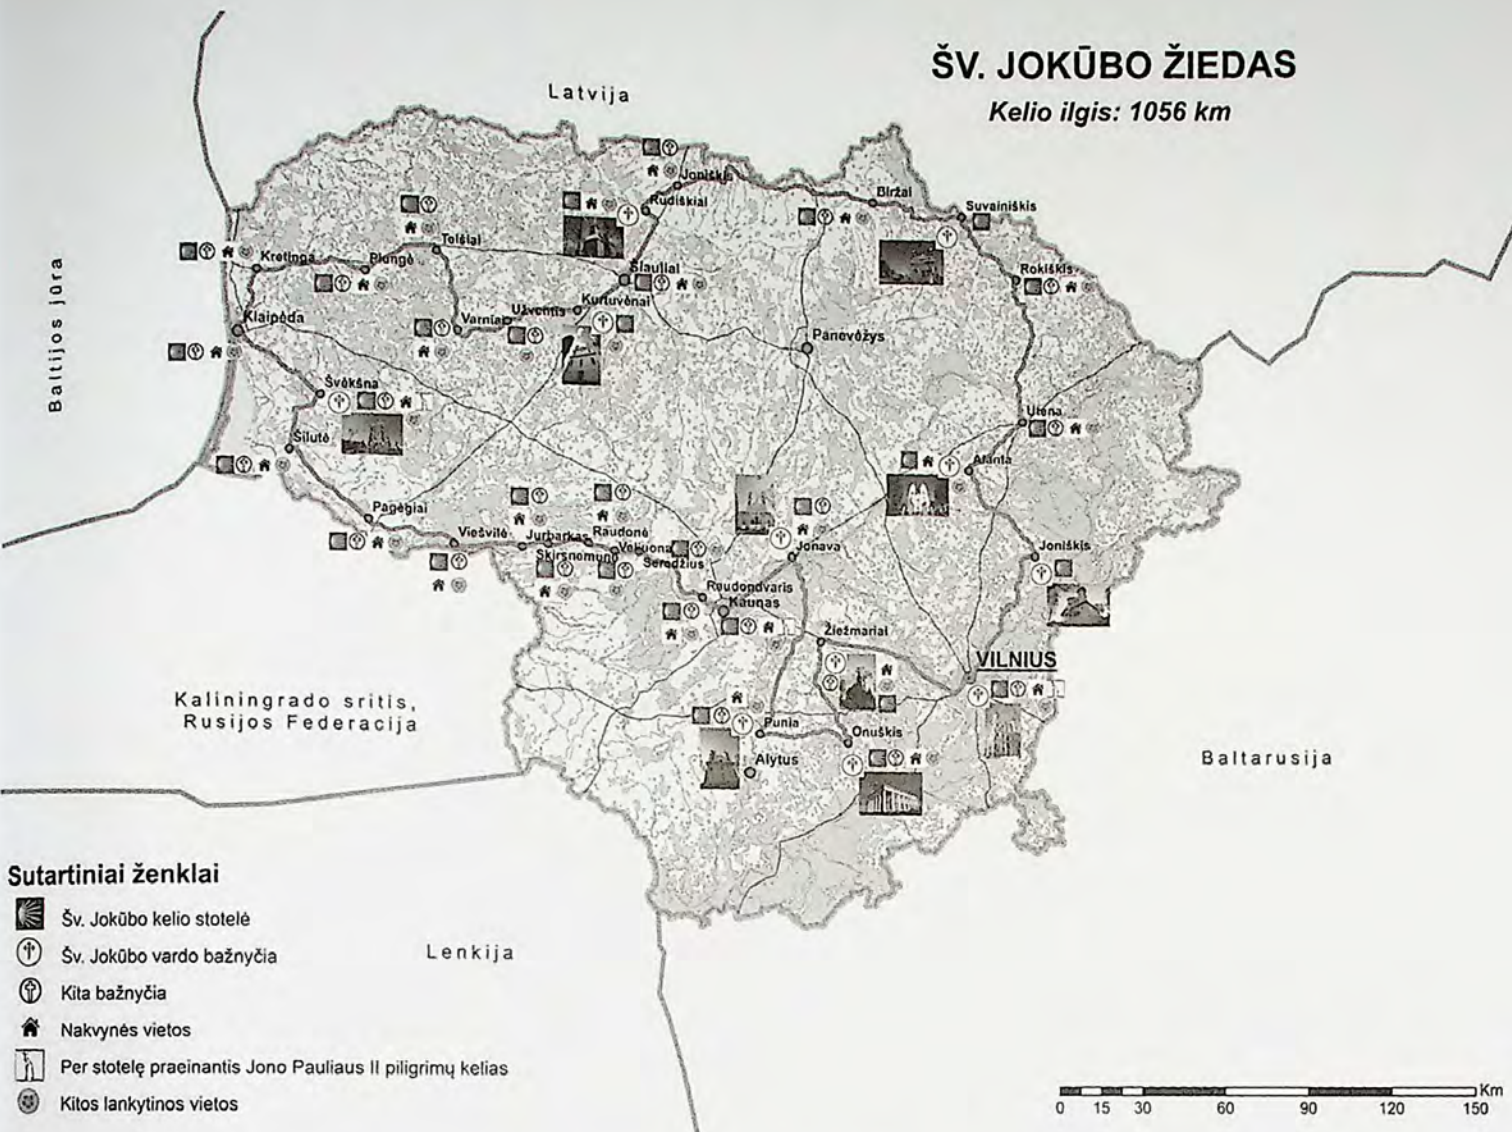 ŠV. JOKŪBO ŽIEDAS
Kelio ilgis: 1056 km
Latvija
Joniškis
Rudiškiai
Biržai
Suvainiškis
Telšiai
Kretinga
Plungė
Šiauliai
Rokiškis
Kurtuvėnai
Užventis
Varniai
Klaipėda
Panevėžys
Baltijos jūra
Švėkšna
Utena
Šilutė
Alanta
Pagėgiai
Viešvilė
Jurbarkas
Raudonė
Veliuona
Skirsnemunė
Seredžius
Jonava
Joniškis
Raudondvaris
Kaunas
Žiežmariai
VILNIUS
Kaliningrado sritis,
Rusijos Federacija
Punia
Onuškis
Alytus
Baltarusija
Lenkija
Sutartiniai ženklai
Šv. Jokūbo kelio stotelė
Šv. Jokūbo vardo bažnyčia
Kita bažnyčia
Nakvynės vietos
Per stotelę praeinantis Jono Pauliaus II piligrimų kelias
Kitos lankytinos vietos
Km
0 15 30 60 90 120 150